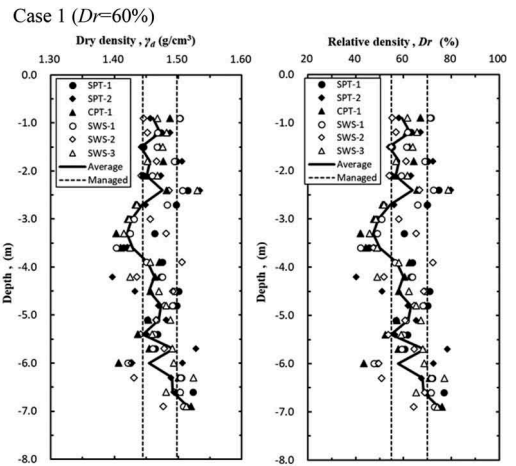 Case 1 (Dr=60%)
Dry density , γd (g/cm³)
1.30 1.40 1.50 1.60
0.0
-1.0
-2.0
-3.0
-4.0
-5.0
-6.0
-7.0
-8.0
Depth , (m)
SPT-1
SPT-2
CPT-1
SWS-1
SWS-2
SWS-3
Average
Managed
Relative density , Dr (%)
20 40 60 80 100
0.0
-1.0
-2.0
-3.0
-4.0
-5.0
-6.0
-7.0
-8.0
Depth , (m)
SPT-1
SPT-2
CPT-1
SWS-1
SWS-2
SWS-3
Average
Managed